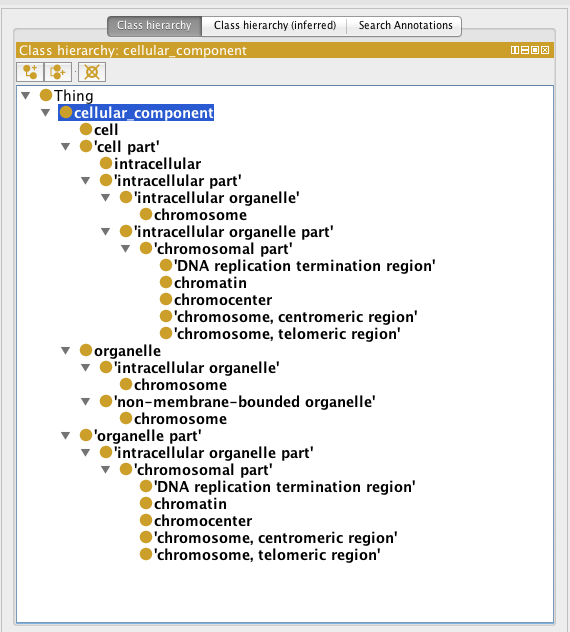 Class hierarchy Class hierarchy (inferred) Search Annotations
Class hierarchy: cellular_component
Thing
cellular_component
cell
'cell part'
intracellular
'intracellular part'
'intracellular organelle'
chromosome
'intracellular organelle part'
'chromosomal part'
'DNA replication termination region'
chromatin
chromocenter
'chromosome, centromeric region'
'chromosome, telomeric region'
organelle
'intracellular organelle'
chromosome
'non-membrane-bounded organelle'
chromosome
'organelle part'
'intracellular organelle part'
'chromosomal part'
'DNA replication termination region'
chromatin
chromocenter
'chromosome, centromeric region'
'chromosome, telomeric region'